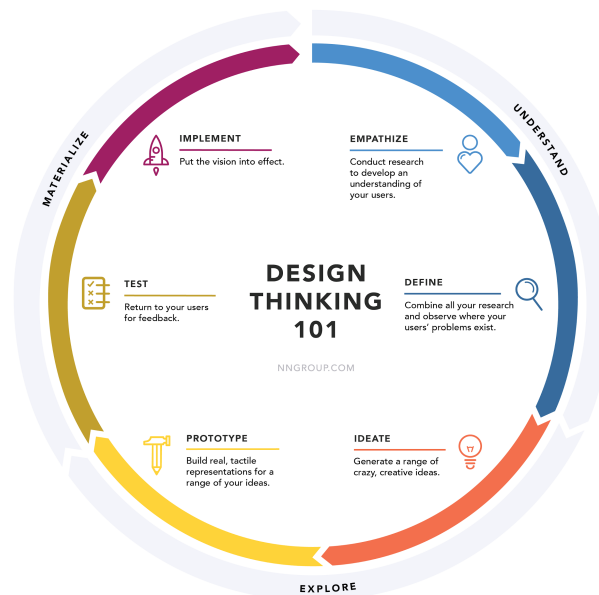 DESIGN
THINKING
101
NNGROUP.COM
UNDERSTAND
EMPATHIZE
Conduct research
to develop an
understanding of
your users.
DEFINE
Combine all your research
and observe where your
users’ problems exist.
EXPLORE
IDEATE
Generate a range of
crazy, creative ideas.
PROTOTYPE
Build real, tactile
representations for a
range of your ideas.
MATERIALIZE
TEST
Return to your users
for feedback.
IMPLEMENT
Put the vision into effect.